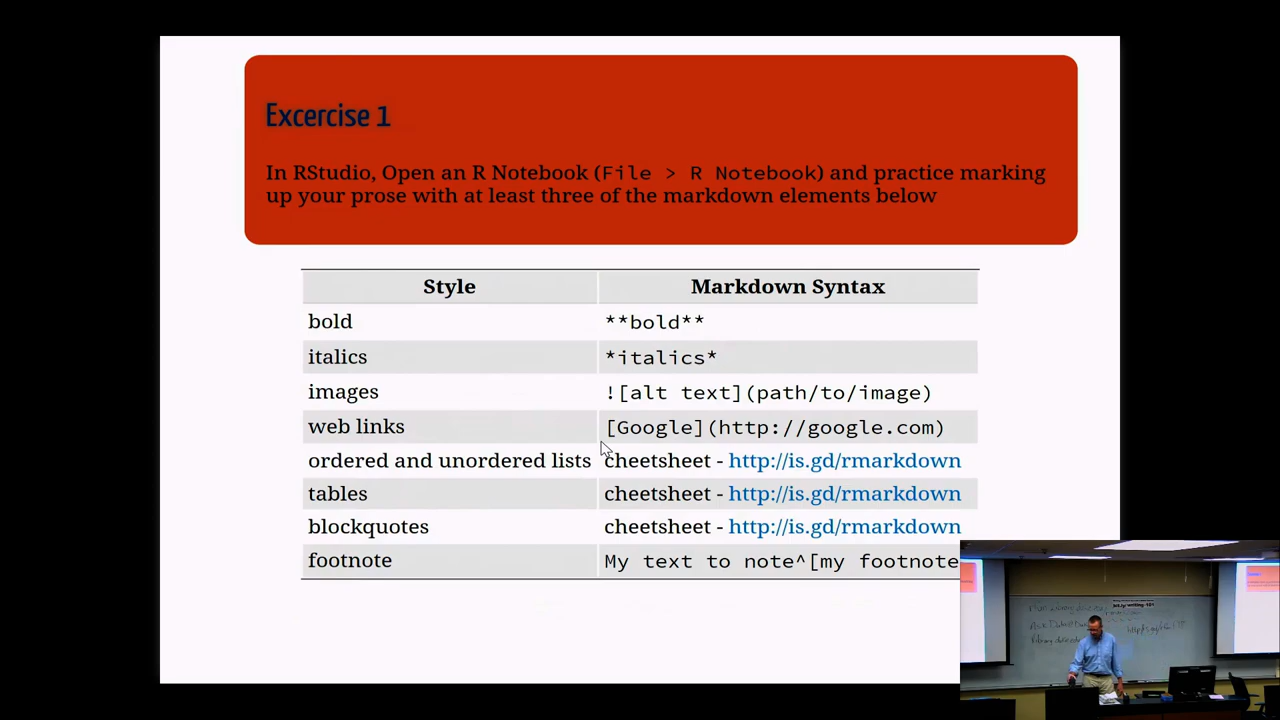 Excercise 1
In RStudio, Open an R Notebook (File > R Notebook) and practice marking
up your prose with at least three of the markdown elements below
Style Markdown Syntax
bold **bold**
italics *italics*
images ![alt text](path/to/image)
web links [Google](http://google.com)
ordered and unordered lists cheetsheet - http://is.gd/rmarkdown
tables cheetsheet - http://is.gd/rmarkdown
blockquotes cheetsheet - http://is.gd/rmarkdown
footnote My text to note^[my footnote